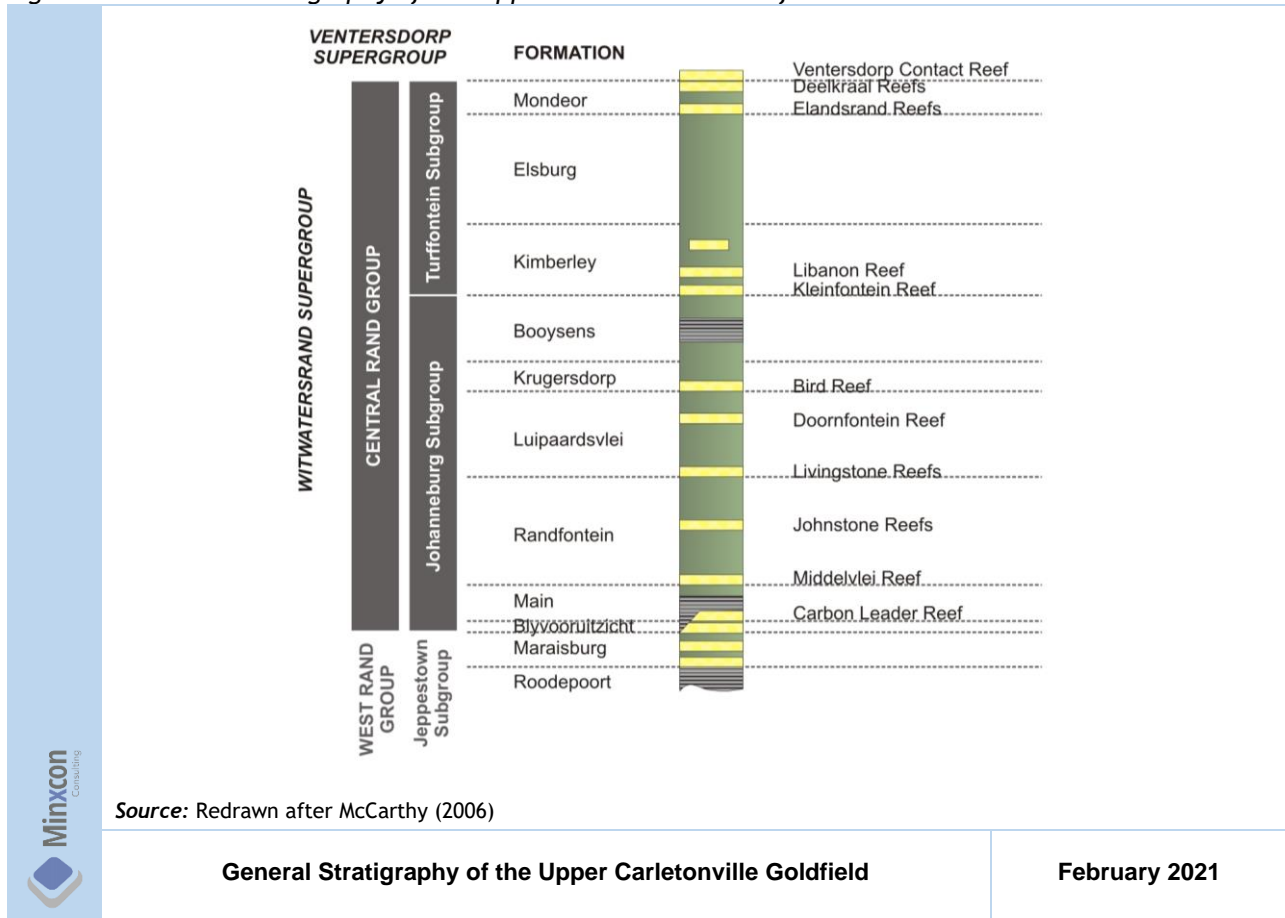 VENTERSDORP
SUPERGROUP
FORMATION
WITWATERSRAND SUPERGROUP
CENTRAL RAND GROUP
Turffontein Subgroup
Johanneburg Subgroup
WEST RAND
GROUP
Jeppestown
Subgroup
Mondeor
Elsburg
Kimberley
Booysens
Krugersdorp
Luipaardsvlei
Randfontein
Main
Blyvooruitzicht
Maraisburg
Roodepoort
Ventersdorp Contact Reef
Deelkraal Reefs
Elandsrand Reefs
Libanon Reef
Kleinfontein Reef
Bird Reef
Doornfontein Reef
Livingstone Reefs
Johnstone Reefs
Middelvlei Reef
Carbon Leader Reef
Minxcon
Consulting
Source: Redrawn after McCarthy (2006)
General Stratigraphy of the Upper Carletonville Goldfield
February 2021